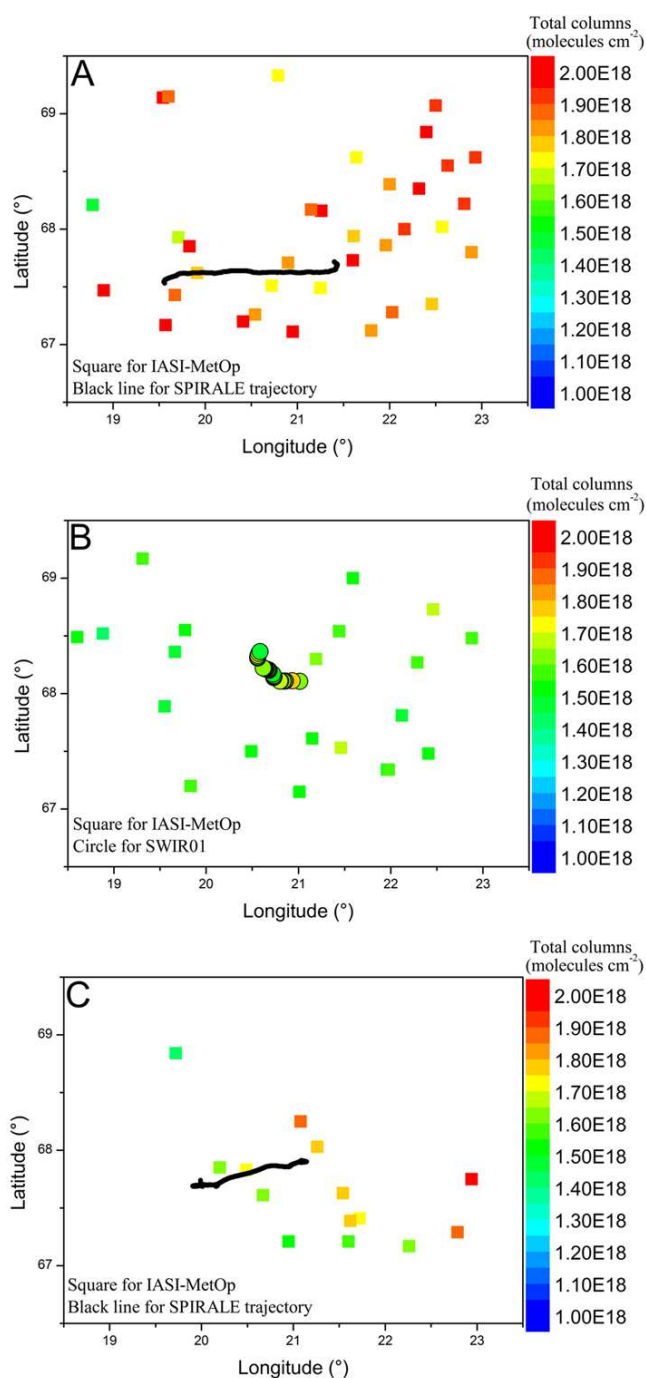 Total columns
(molecules cm-2)
A
2.00E18
1.90E18
1.80E18
1.70E18
1.60E18
1.50E18
1.40E18
1.30E18
1.20E18
1.10E18
1.00E18
69
68
67
Latitude (°)
Square for IASI-MetOp
Black line for SPIRALE trajectory
19 20 21 22 23
Longitude (°)
Total columns
(molecules cm-2)
B
2.00E18
1.90E18
1.80E18
1.70E18
1.60E18
1.50E18
1.40E18
1.30E18
1.20E18
1.10E18
1.00E18
69
68
67
Latitude (°)
Square for IASI-MetOp
Circle for SWIR01
19 20 21 22 23
Longitude (°)
Total columns
(molecules cm-2)
C
2.00E18
1.90E18
1.80E18
1.70E18
1.60E18
1.50E18
1.40E18
1.30E18
1.20E18
1.10E18
1.00E18
69
68
67
Latitude (°)
Square for IASI-MetOp
Black line for SPIRALE trajectory
19 20 21 22 23
Longitude (°)